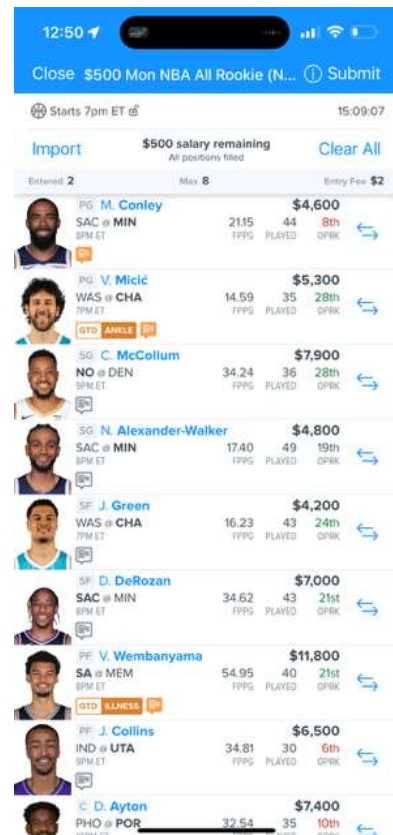 12:50
Close $500 Mon NBA All Rookie (N... Submit
Starts 7pm ET 15:09:07
Import $500 salary remaining Clear All
All positions filled
Entered 2 Max 8 Entry Fee $2
PG M. Conley $4,600
SAC @ MIN 21.15 44 8th
8PM ET FPPG PLAYED OPRK
PG V. Micić $5,300
WAS @ CHA 14.59 35 28th
7PM ET FPPG PLAYED OPRK
GTD ANKLE
SG C. McCollum $7,900
NO @ DEN 34.24 36 28th
9PM ET FPPG PLAYED OPRK
SG N. Alexander-Walker $4,800
SAC @ MIN 17.40 49 19th
8PM ET FPPG PLAYED OPRK
SF J. Green $4,200
WAS @ CHA 16.23 43 24th
7PM ET FPPG PLAYED OPRK
SF D. DeRozan $7,000
SAC @ MIN 34.62 43 21st
8PM ET FPPG PLAYED OPRK
PF V. Wembanyama $11,800
SA @ MEM 54.95 40 21st
8PM ET FPPG PLAYED OPRK
GTD ILLNESS
PF J. Collins $6,500
IND @ UTA 34.81 30 6th
9PM ET FPPG PLAYED OPRK
C D. Ayton $7,400
PHO @ POR 32.54 35 10th